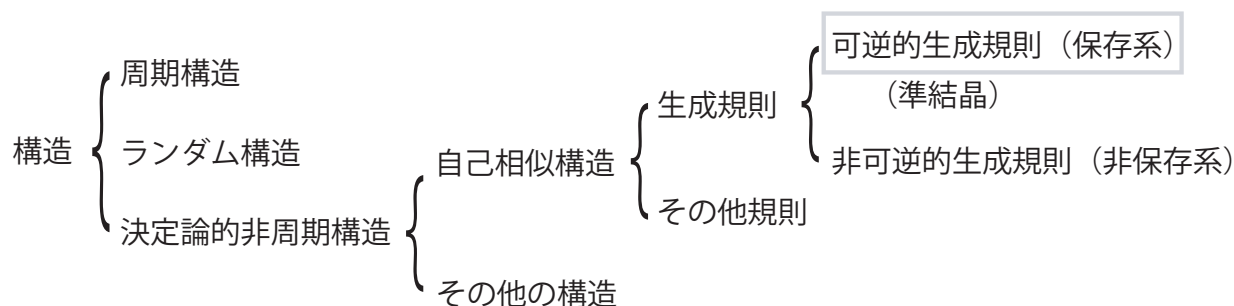 構造
周期構造
ランダム構造
決定論的非周期構造
自己相似構造
その他の構造
生成規則
その他規則
可逆的生成規則（保存系）
（準結晶）
非可逆的生成規則（非保存系）